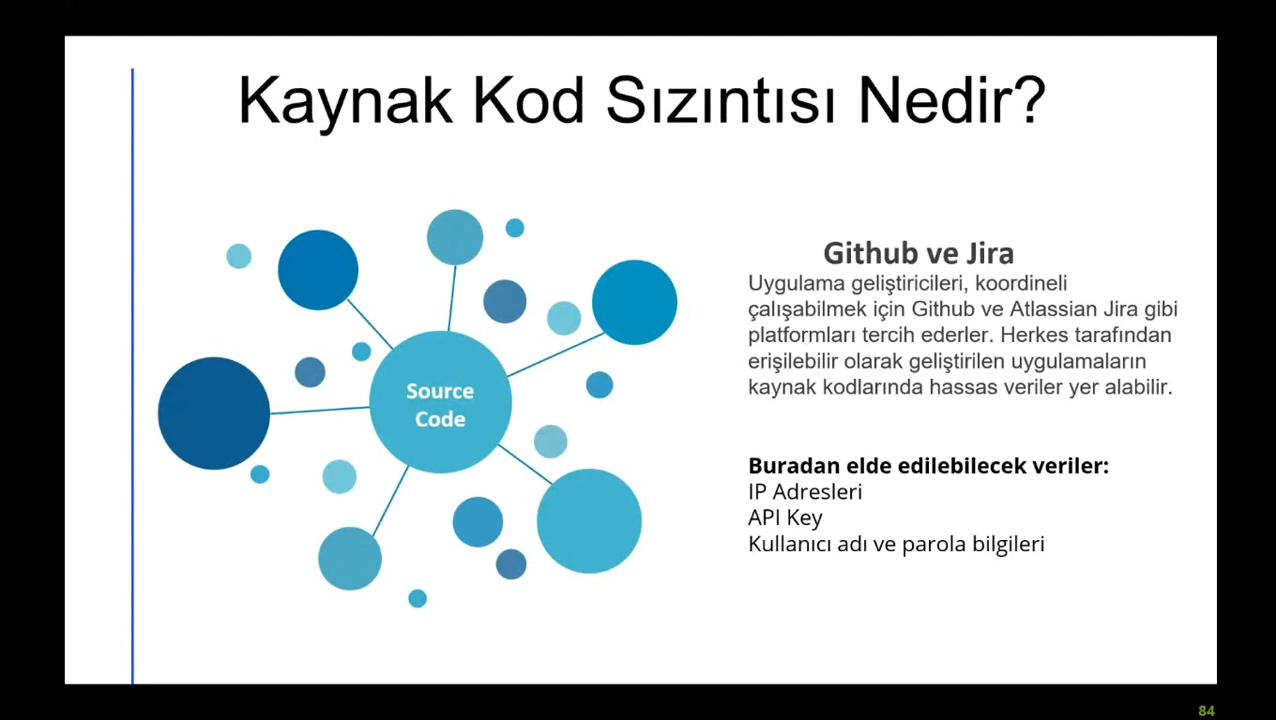 Kaynak Kod Sızıntısı Nedir?
Source
Code
Github ve Jira
Uygulama geliştiricileri, koordineli
çalışabilmek için Github ve Atlassian Jira gibi
platformları tercih ederler. Herkes tarafından
erişilebilir olarak geliştirilen uygulamaların
kaynak kodlarında hassas veriler yer alabilir.
Buradan elde edilebilecek veriler:
IP Adresleri
API Key
Kullanıcı adı ve parola bilgileri
84